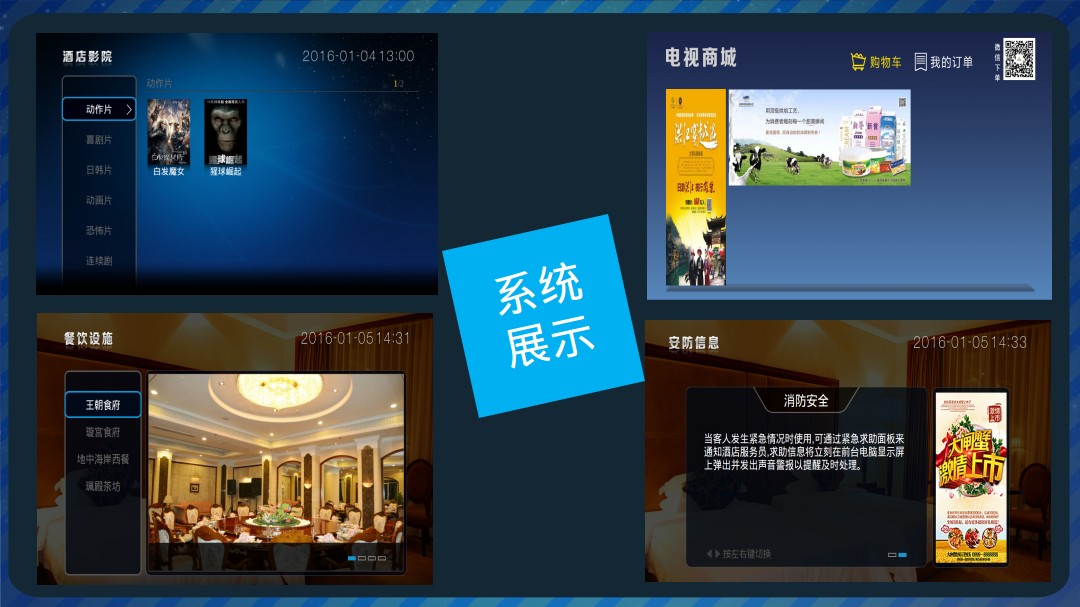 酒店影院
2016-01-04 13:00
动作片
1/2
动作片
喜剧片
日韩片
动画片
恐怖片
连续剧
白发魔女
猩球崛起
电视商城
购物车
我的订单
微信下单
系统
展示
餐饮设施
2016-01-05 14:31
王朝食府
璇宫食府
地中海岸西餐
珮殿茶坊
安防信息
2016-01-05 14:33
消防安全
当客人发生紧急情况时使用,可通过紧急求助面板来
通知酒店服务员,求助信息将立刻在前台电脑显示屏
上弹出并发出声音警报以提醒及时处理。
按左右键切换
激情上市
大闸蟹
激情上市